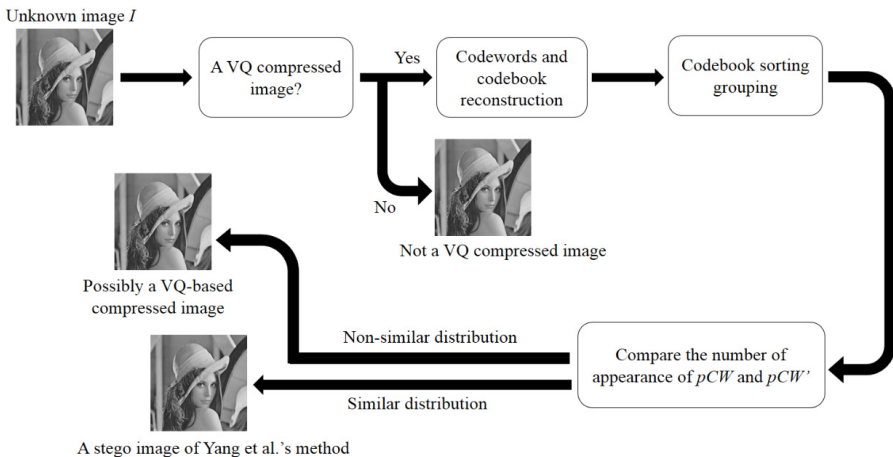 Unknown image I
A VQ compressed
image?
Yes
Codewords and
codebook
reconstruction
Codebook sorting
grouping
No
Not a VQ compressed image
Possibly a VQ-based
compressed image
Non-similar distribution
Compare the number of
appearance of pCW and pCW’
Similar distribution
A stego image of Yang et al.’s method